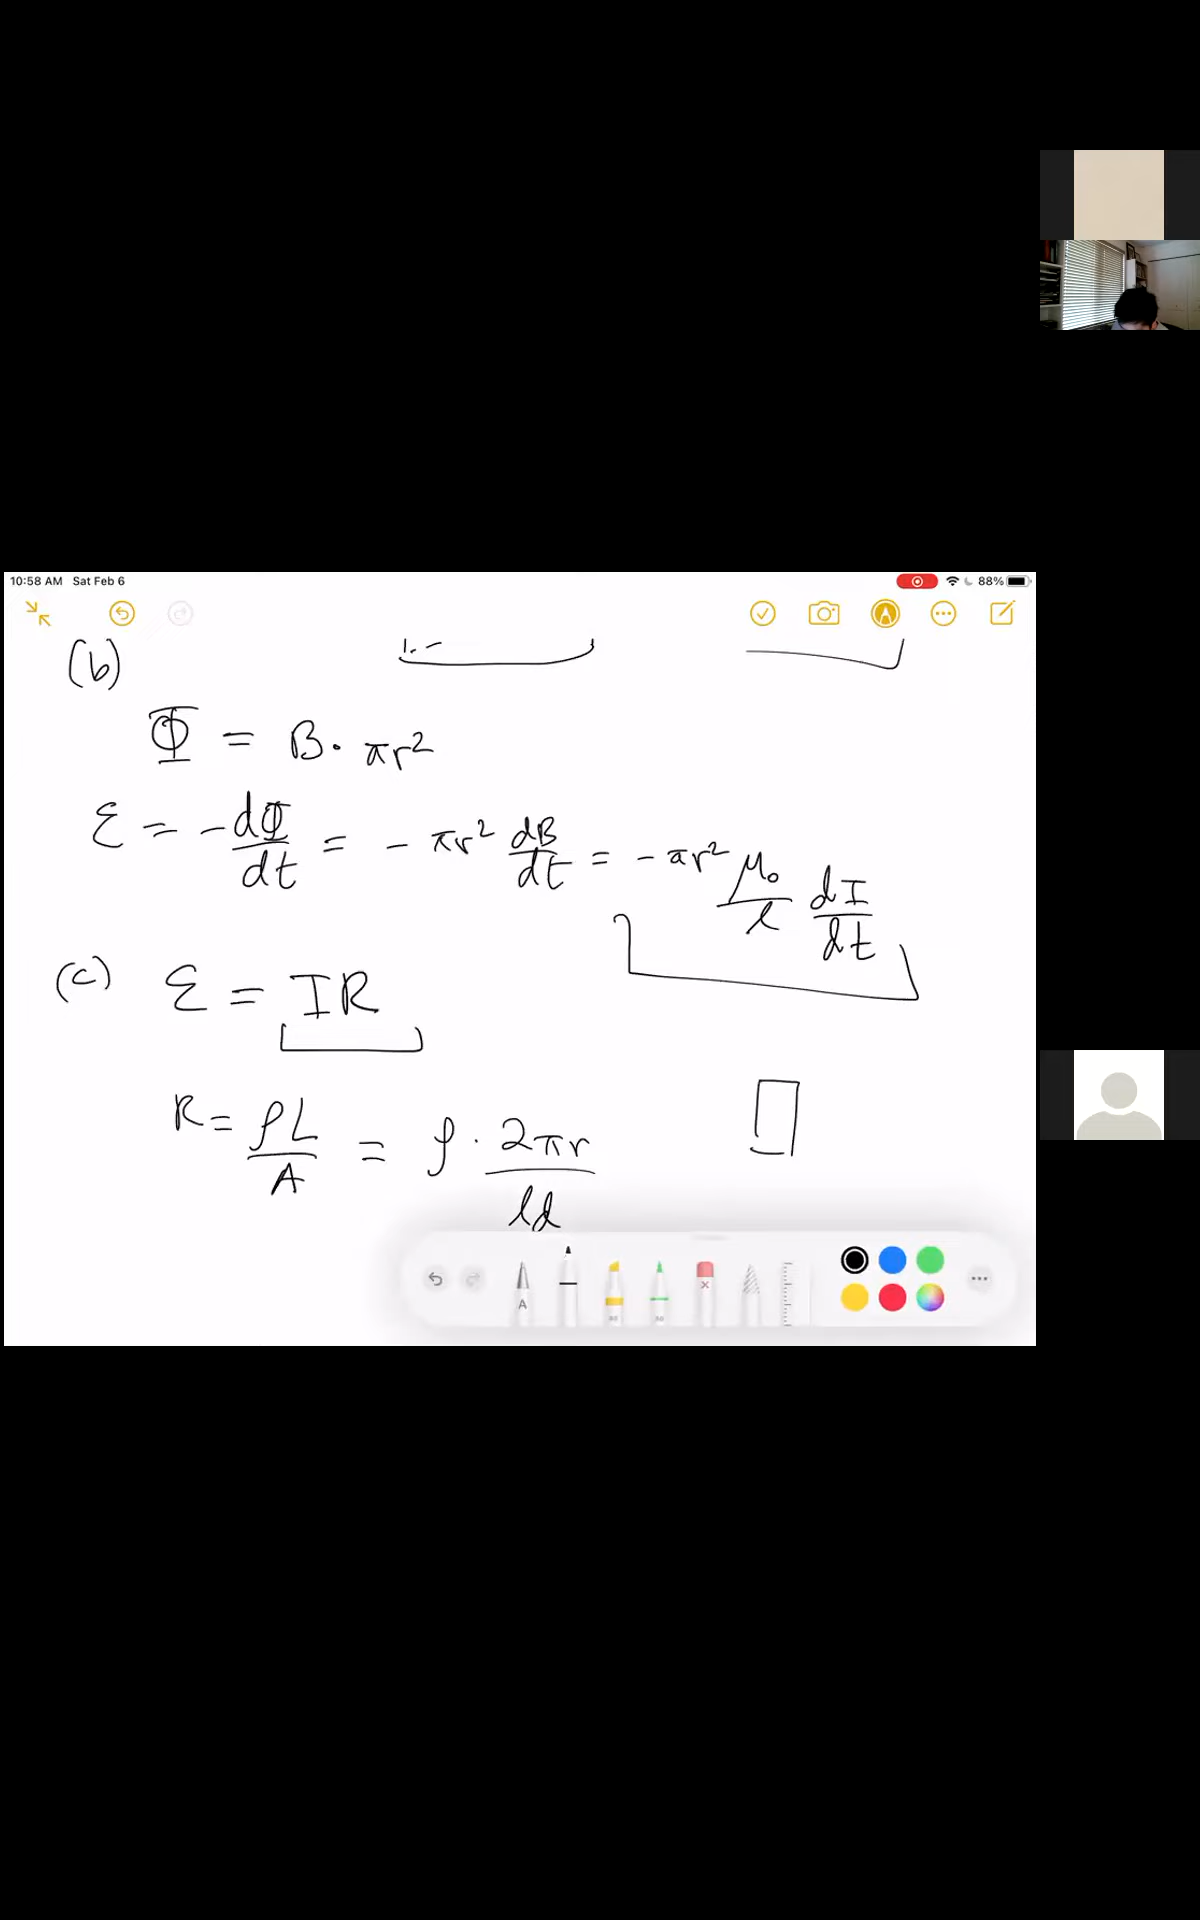 10:58 AM Sat Feb 6 88%
(b)
Φ = B · πr²
ε = - dΦ/dt = - πr² dB/dt = - πr² μ₀/l dI/dt
(c) ε = IR
R = ρL/A = ρ · 2πr/ld
A